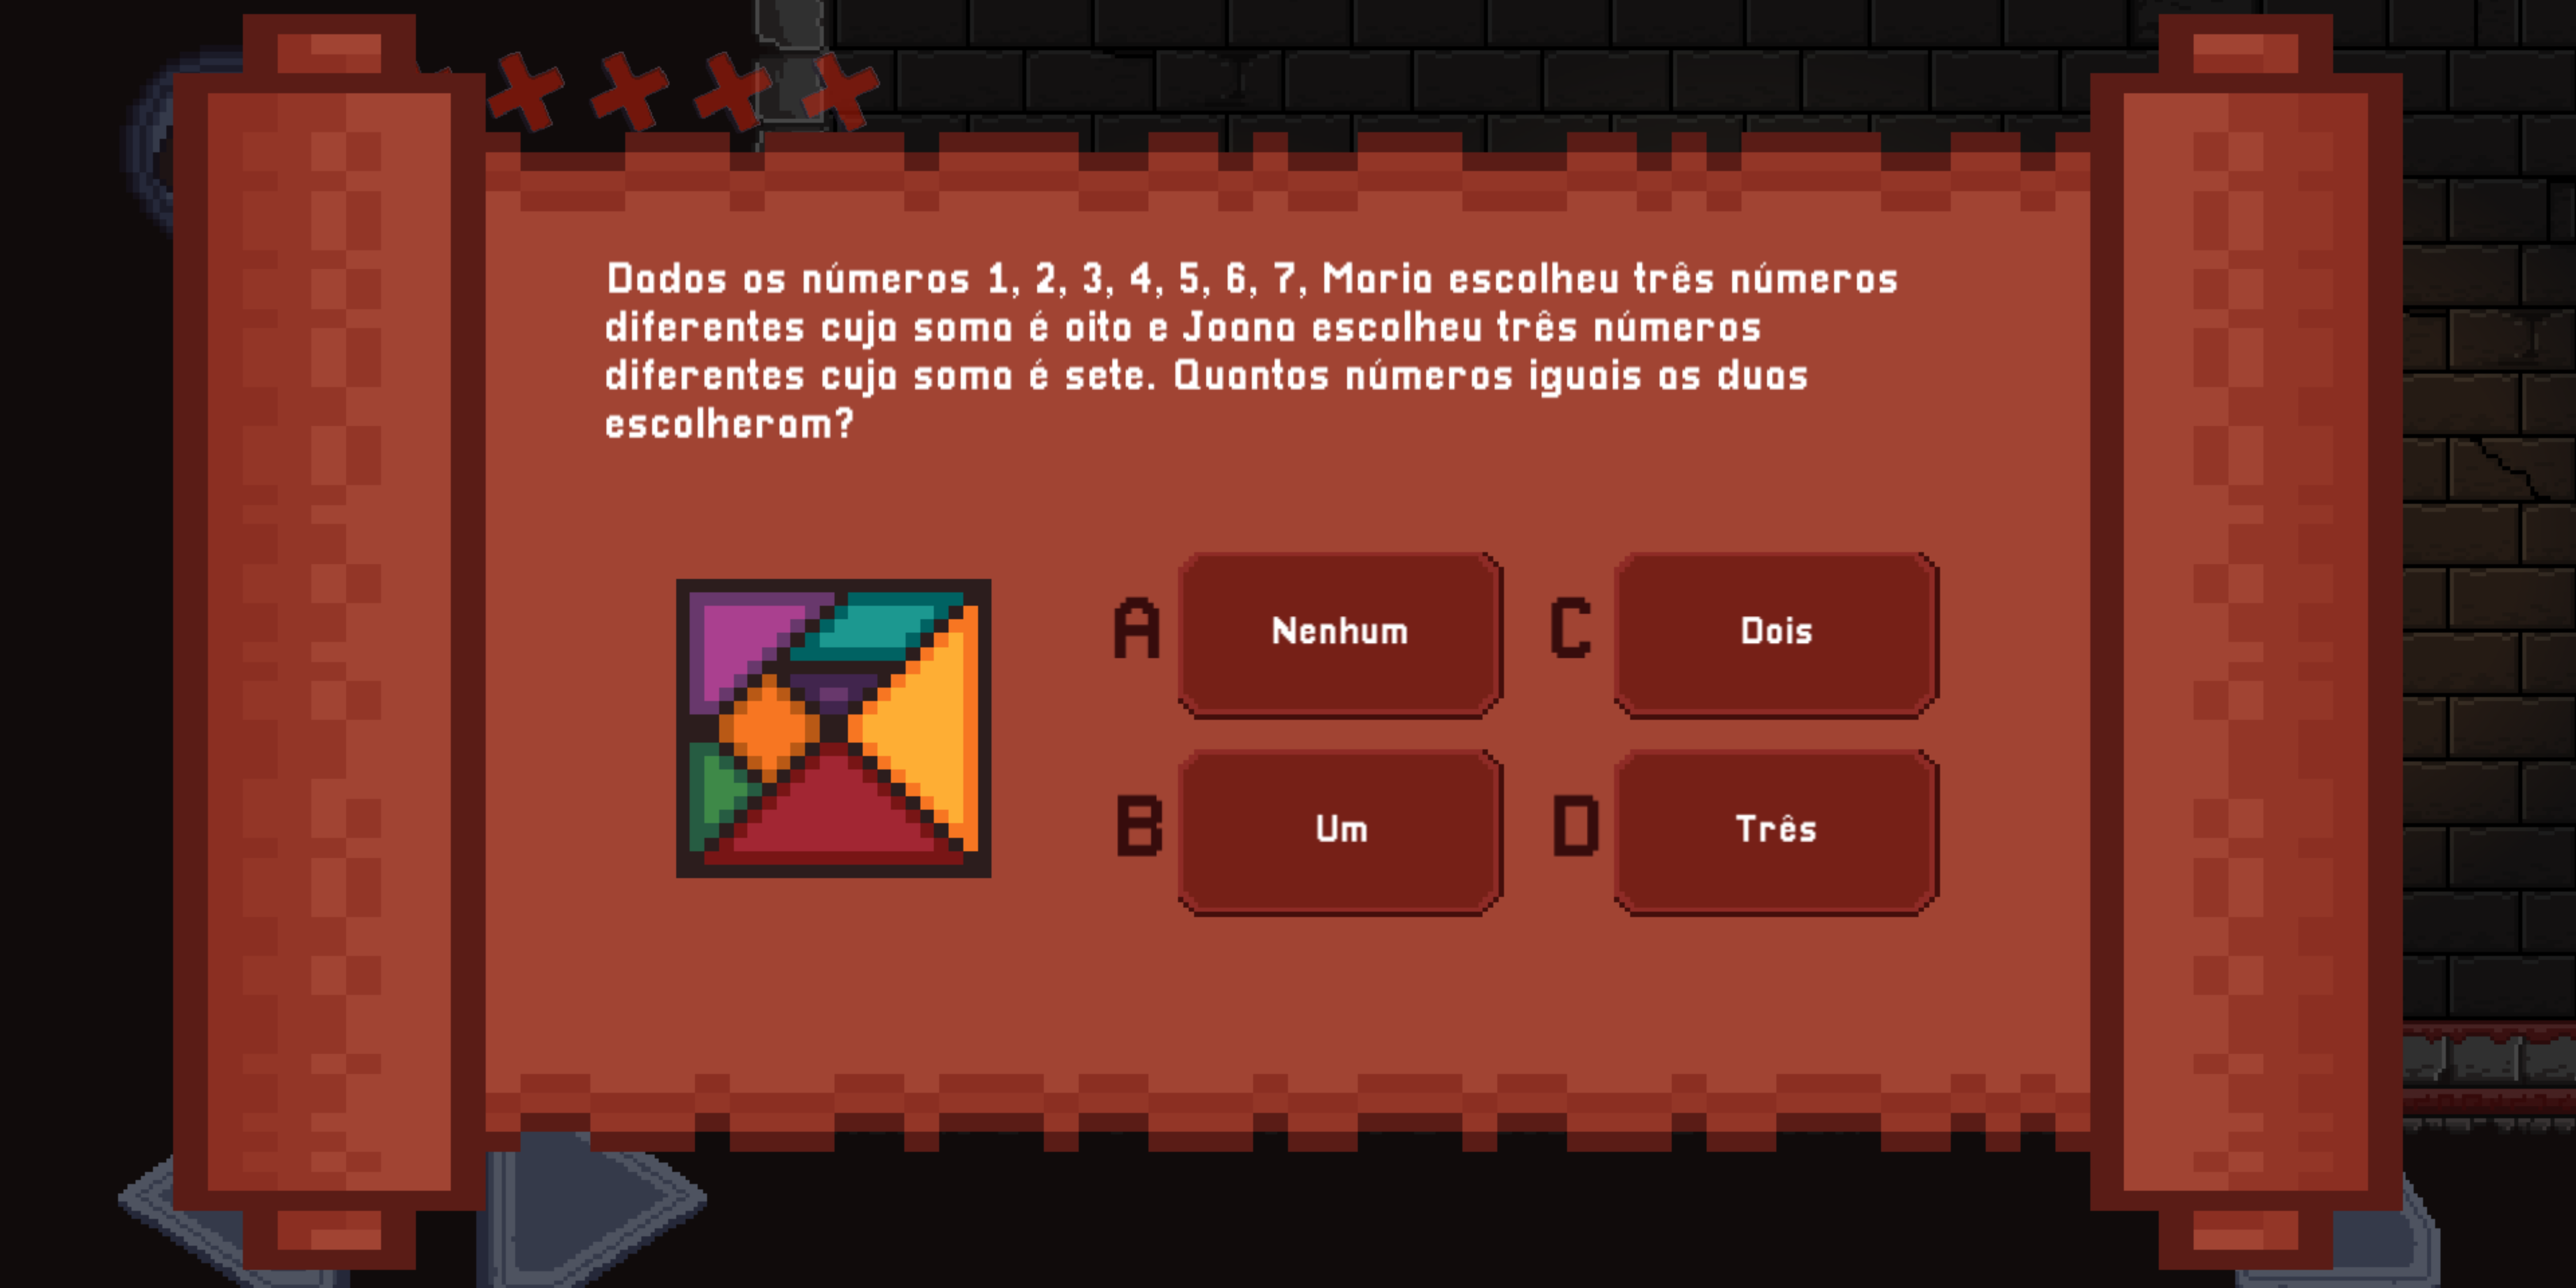 Dados os números 1, 2, 3, 4, 5, 6, 7, Maria escolheu três números
diferentes cuja soma é oito e Joana escolheu três números
diferentes cuja soma é sete. Quantos números iguais as duas
escolheram?
A Nenhum
C Dois
B Um
D Três